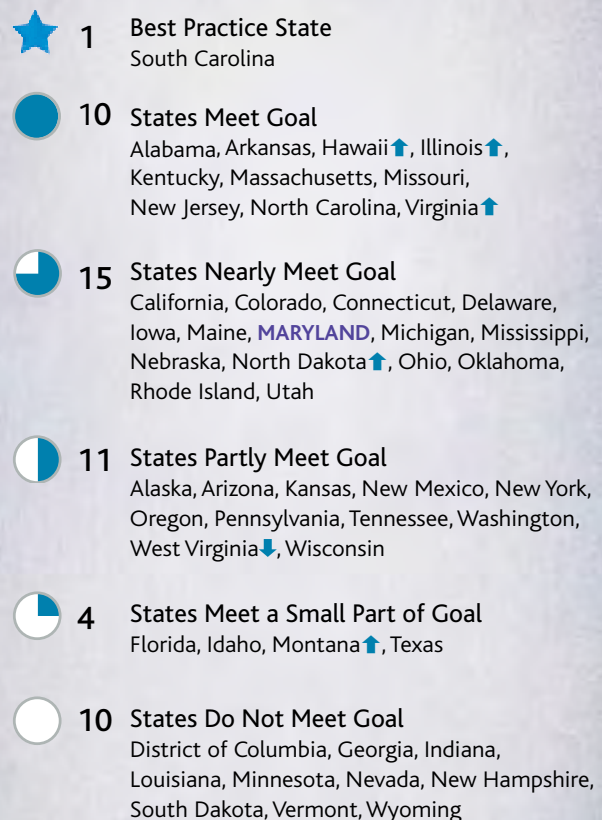 1 Best Practice State
South Carolina
10 States Meet Goal
Alabama, Arkansas, Hawaii⬆, Illinois⬆,
Kentucky, Massachusetts, Missouri,
New Jersey, North Carolina, Virginia⬆
15 States Nearly Meet Goal
California, Colorado, Connecticut, Delaware,
Iowa, Maine, MARYLAND, Michigan, Mississippi,
Nebraska, North Dakota⬆, Ohio, Oklahoma,
Rhode Island, Utah
11 States Partly Meet Goal
Alaska, Arizona, Kansas, New Mexico, New York,
Oregon, Pennsylvania, Tennessee, Washington,
West Virginia⬇, Wisconsin
4 States Meet a Small Part of Goal
Florida, Idaho, Montana⬆, Texas
10 States Do Not Meet Goal
District of Columbia, Georgia, Indiana,
Louisiana, Minnesota, Nevada, New Hampshire,
South Dakota, Vermont, Wyoming